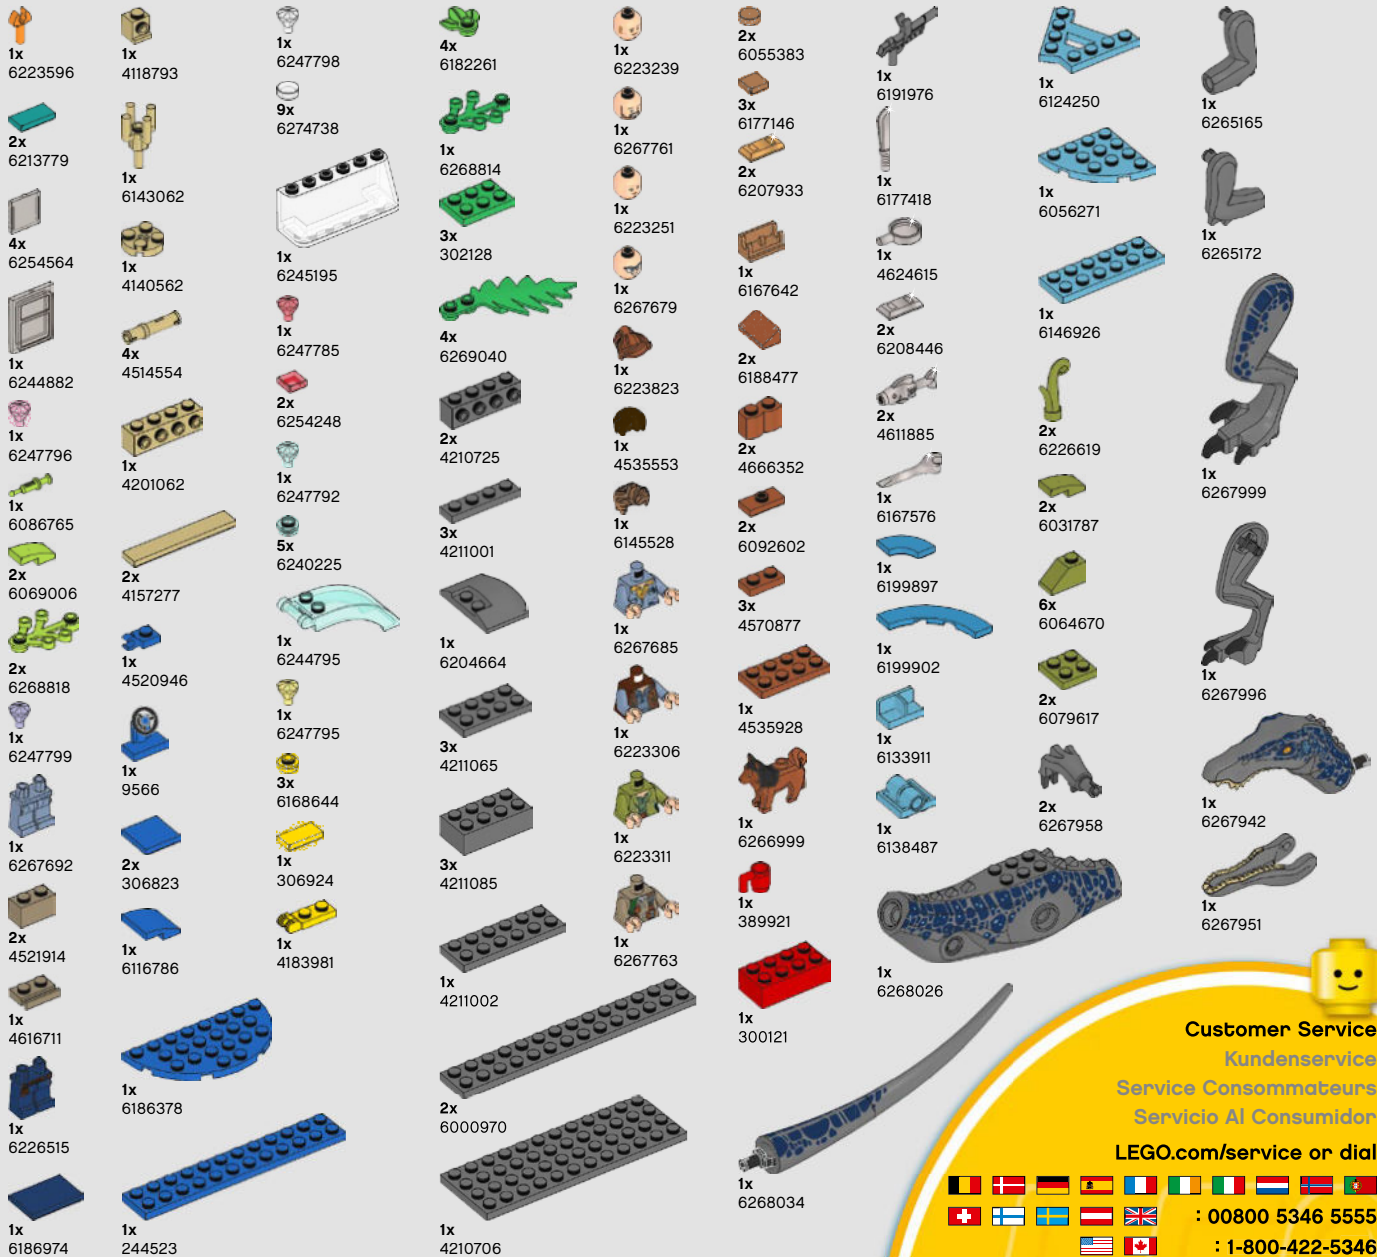 1x
6223596
2x
6213779
4x
6254564
1x
6244882
1x
6247796
1x
6086765
2x
6069006
2x
6268818
1x
6247799
1x
6267692
2x
4521914
1x
4616711
1x
6226515
1x
6186974
1x
4118793
1x
6143062
1x
4140562
4x
4514554
1x
4201062
2x
4157277
1x
4520946
1x
9566
2x
306823
1x
6116786
1x
6186378
1x
244523
1x
6247798
9x
6274738
1x
6245195
1x
6247785
2x
6254248
1x
6247792
5x
6240225
1x
6244795
1x
6247795
3x
6168644
1x
306924
1x
4183981
4x
6182261
1x
6268814
3x
302128
4x
6269040
2x
4210725
3x
4211001
1x
6204664
3x
4211065
3x
4211085
1x
4211002
2x
6000970
1x
4210706
1x
6223239
1x
6267761
1x
6223251
1x
6267679
1x
6223823
1x
4535553
1x
6145528
1x
6267685
1x
6223306
1x
6223311
1x
6267763
2x
6055383
3x
6177146
2x
6207933
1x
6167642
2x
6188477
2x
4666352
2x
6092602
3x
4570877
1x
4535928
1x
6266999
1x
389921
1x
300121
1x
6268034
1x
6191976
1x
6177418
1x
4624615
2x
6208446
2x
4611885
1x
6167576
1x
6199897
1x
6199902
1x
6133911
1x
6138487
1x
6268026
1x
6124250
1x
6056271
1x
6146926
2x
6226619
2x
6031787
6x
6064670
2x
6079617
2x
6267958
1x
6265165
1x
6265172
1x
6267999
1x
6267996
1x
6267942
1x
6267951
Customer Service
Kundenservice
Service Consommateurs
Servicio Al Consumidor
LEGO.com/service or dial
: 00800 5346 5555
: 1-800-422-5346